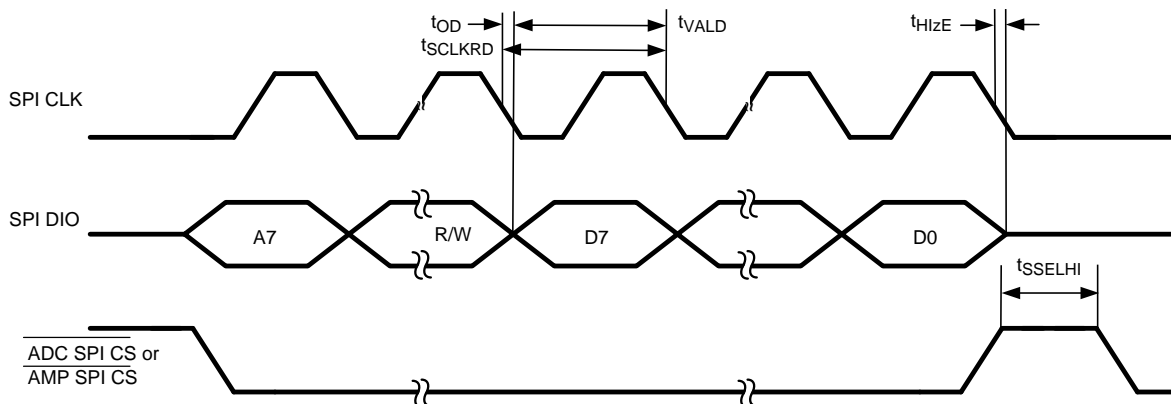 tOD
tVALD
tHIzE
tSCLKRD
SPI CLK
SPI DIO
A7
R/W
D7
D0
tSSELHI
ADC SPI CS or
AMP SPI CS